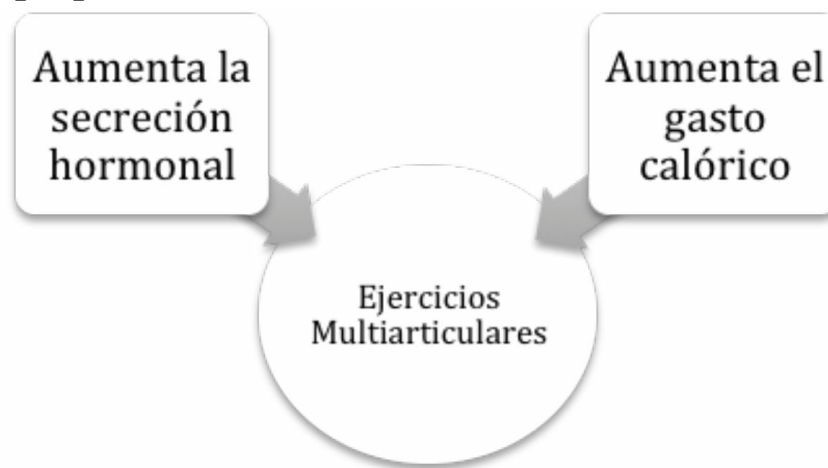 Aumenta la
secreción
hormonal
Aumenta el
gasto
calórico
Ejercicios
Multiarticulares